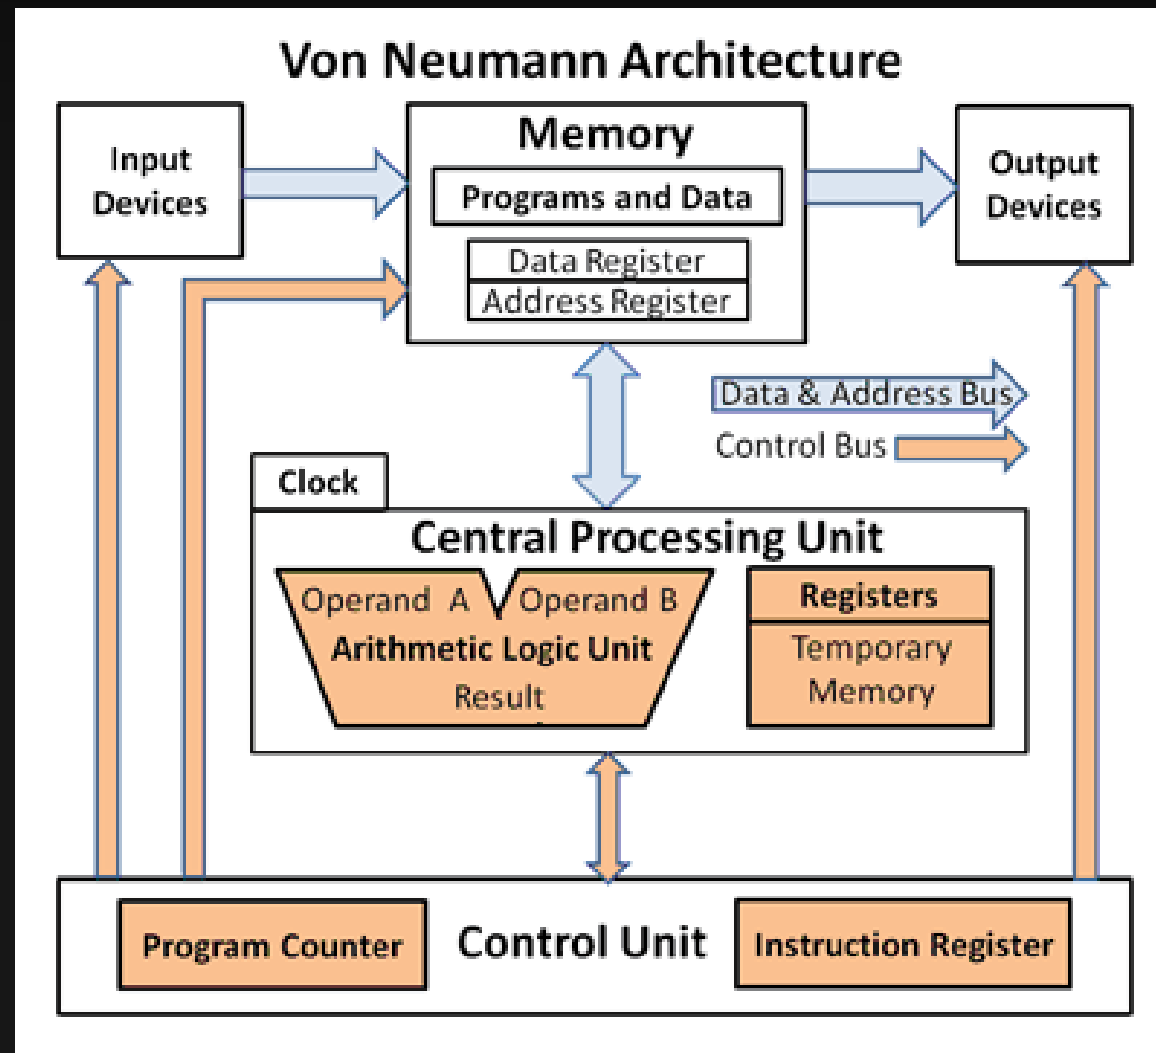 Von Neumann Architecture
Input
Devices
Memory
Programs and Data
Data Register
Address Register
Output
Devices
Data & Address Bus
Control Bus
Clock
Central Processing Unit
Operand A
Operand B
Arithmetic Logic Unit
Result
Registers
Temporary
Memory
Program Counter
Control Unit
Instruction Register